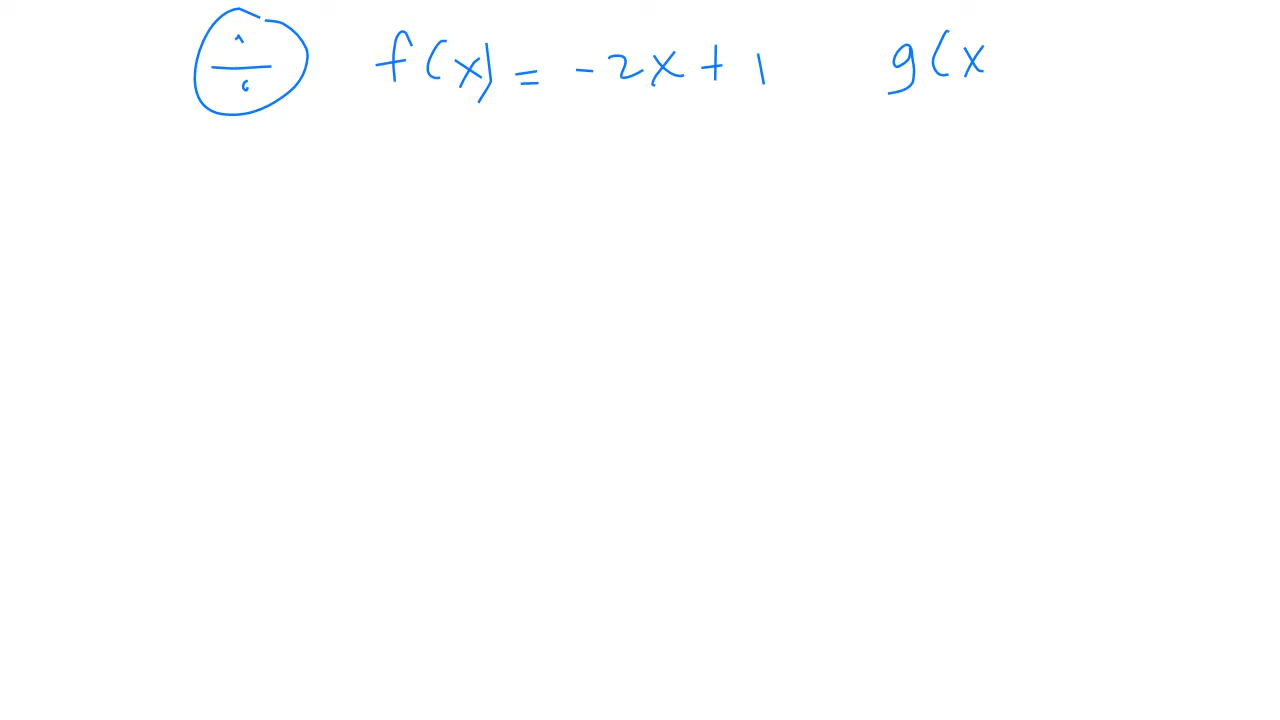 ÷ f(x) = -2x + 1 g(x